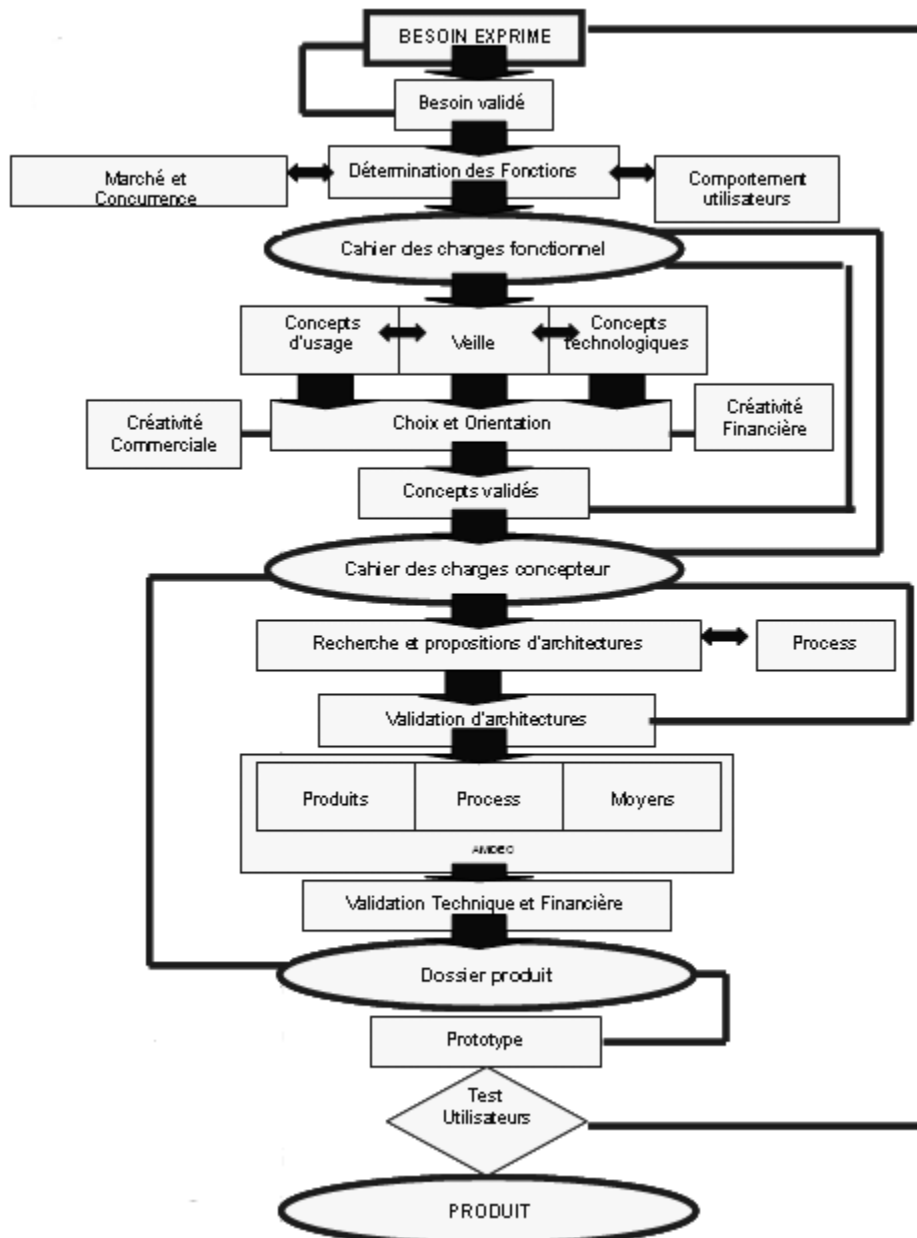 BESOIN EXPRIME
Besoin validé
Marché et
Concurrence
Détermination des Fonctions
Comportement
utilisateurs
Cahier des charges fonctionnel
Concepts
d'usage
Veille
Concepts
technologiques
Créativité
Commerciale
Choix et Orientation
Créativité
Financière
Concepts validés
Cahier des charges concepteur
Recherche et propositions d'architectures
Process
Validation d'architectures
Produits
Process
Moyens
AMDEC
Validation Technique et Financière
Dossier produit
Prototype
Test
Utilisateurs
PRODUIT